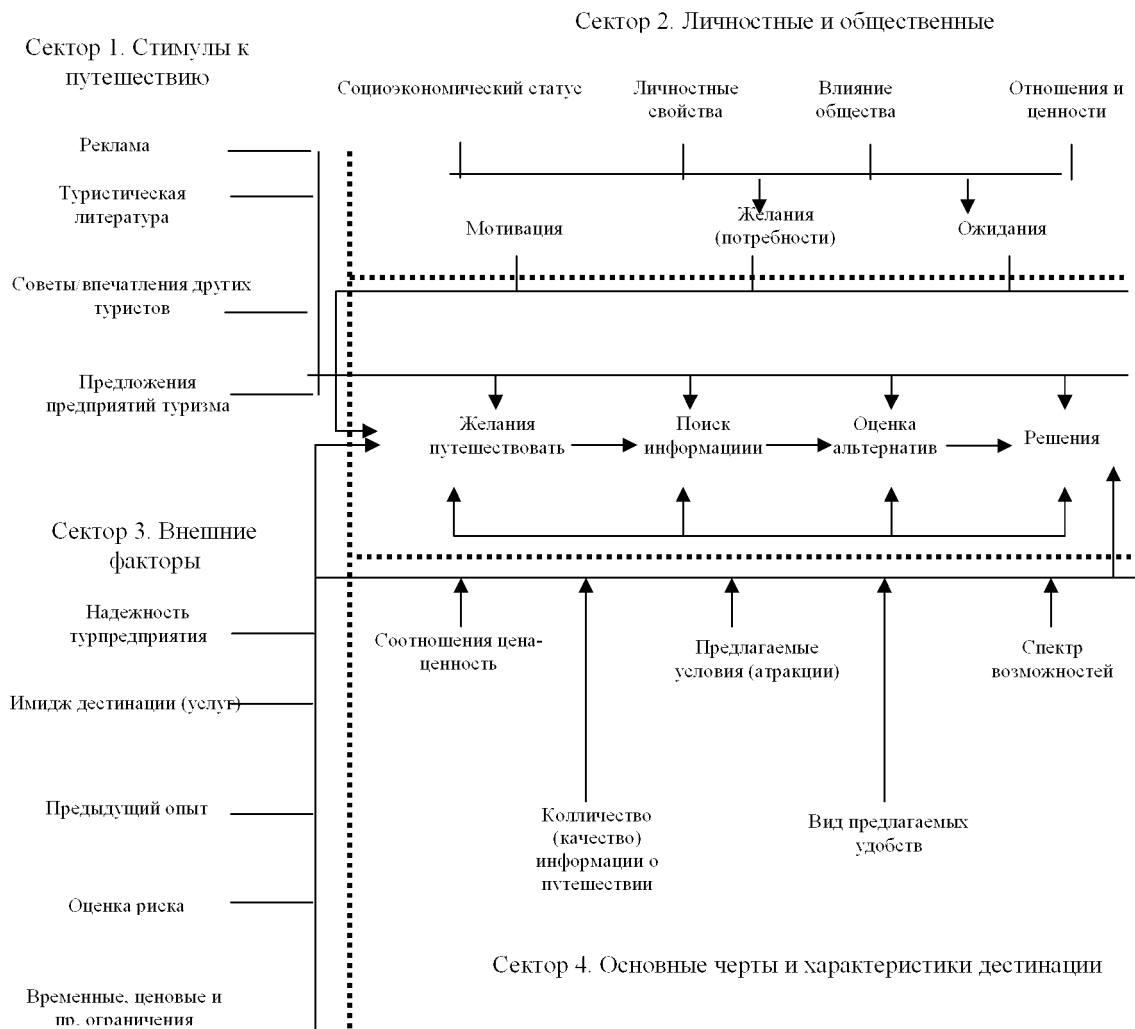 Сектор 2. Личностные и общественные
Сектор 1. Стимулы к
путешествию
Социоэкономический статус
Личностные
свойства
Влияние
общества
Отношения и
ценности
Реклама
Туристическая
литература
Советы/впечатления других
туристов
Предложения
предприятий туризма
Мотивация
Желания
(потребности)
Ожидания
Желания
путешествовать
Поиск
информациии
Оценка
альтернатив
Решения
Сектор 3. Внешние
факторы
Надежность
турпредприятия
Имидж дестинации (услуг)
Предыдущий опыт
Оценка риска
Временные, ценовые и
пр. ограничения
Соотношения цена-
ценность
Предлагаемые
условия (атракции)
Спектр
возможностей
Колличество
(качество)
информации о
путешествии
Вид предлагаемых
удобств
Сектор 4. Основные черты и характеристики дестинации